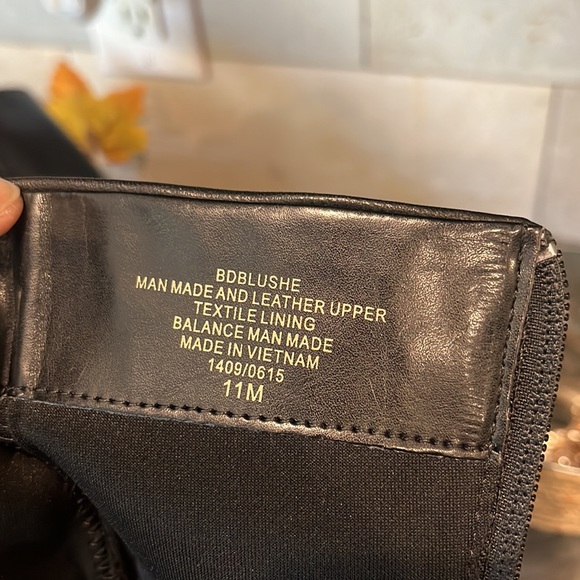 BDBLUSHE
MAN MADE AND LEATHER UPPER
TEXTILE LINING
BALANCE MAN MADE
MADE IN VIETNAM
1409/0615
11M